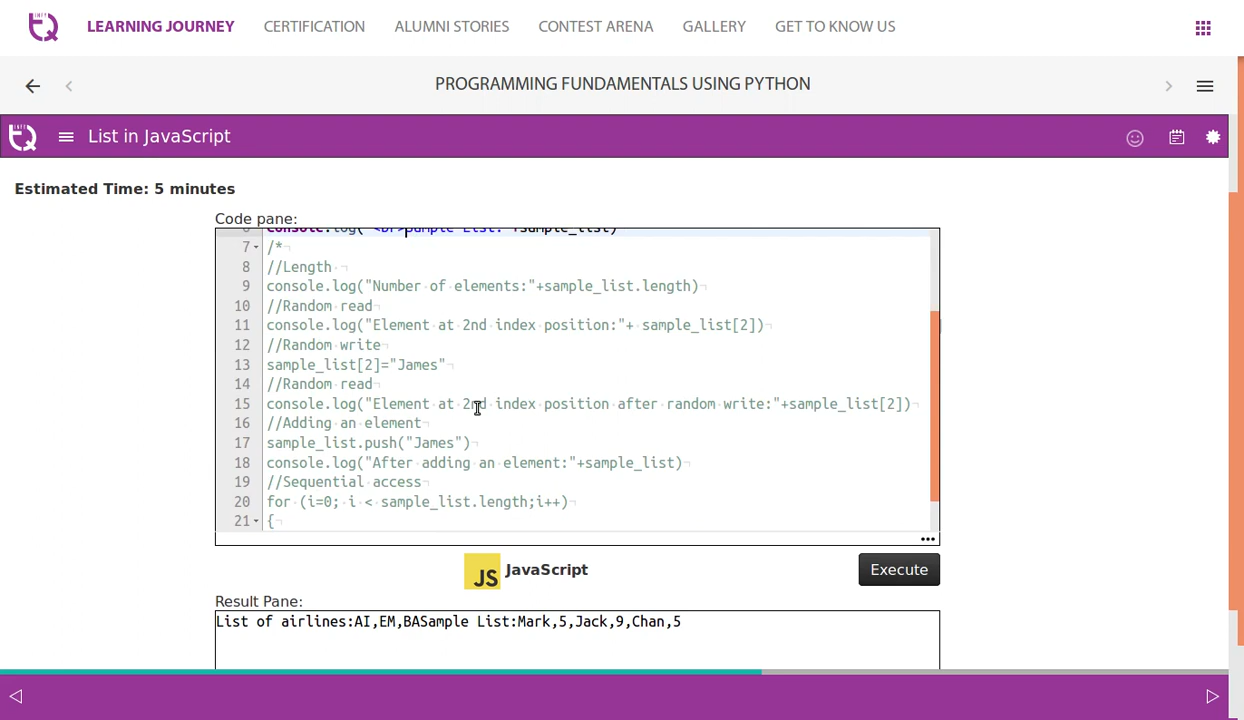 LEARNING JOURNEY CERTIFICATION ALUMNI STORIES CONTEST ARENA GALLERY GET TO KNOW US
PROGRAMMING FUNDAMENTALS USING PYTHON
List in JavaScript
Estimated Time: 5 minutes
Code pane:
7 /*
8 //Length
9 console.log("Number of elements:"+sample_list.length)
10 //Random read
11 console.log("Element at 2nd index position:"+ sample_list[2])
12 //Random write
13 sample_list[2]="James"
14 //Random read
15 console.log("Element at 2nd index position after random write:"+sample_list[2])
16 //Adding an element
17 sample_list.push("James")
18 console.log("After adding an element:"+sample_list)
19 //Sequential access
20 for (i=0; i < sample_list.length;i++)
21 {
JS JavaScript
Execute
Result Pane:
List of airlines:AI,EM,BASample List:Mark,5,Jack,9,Chan,5